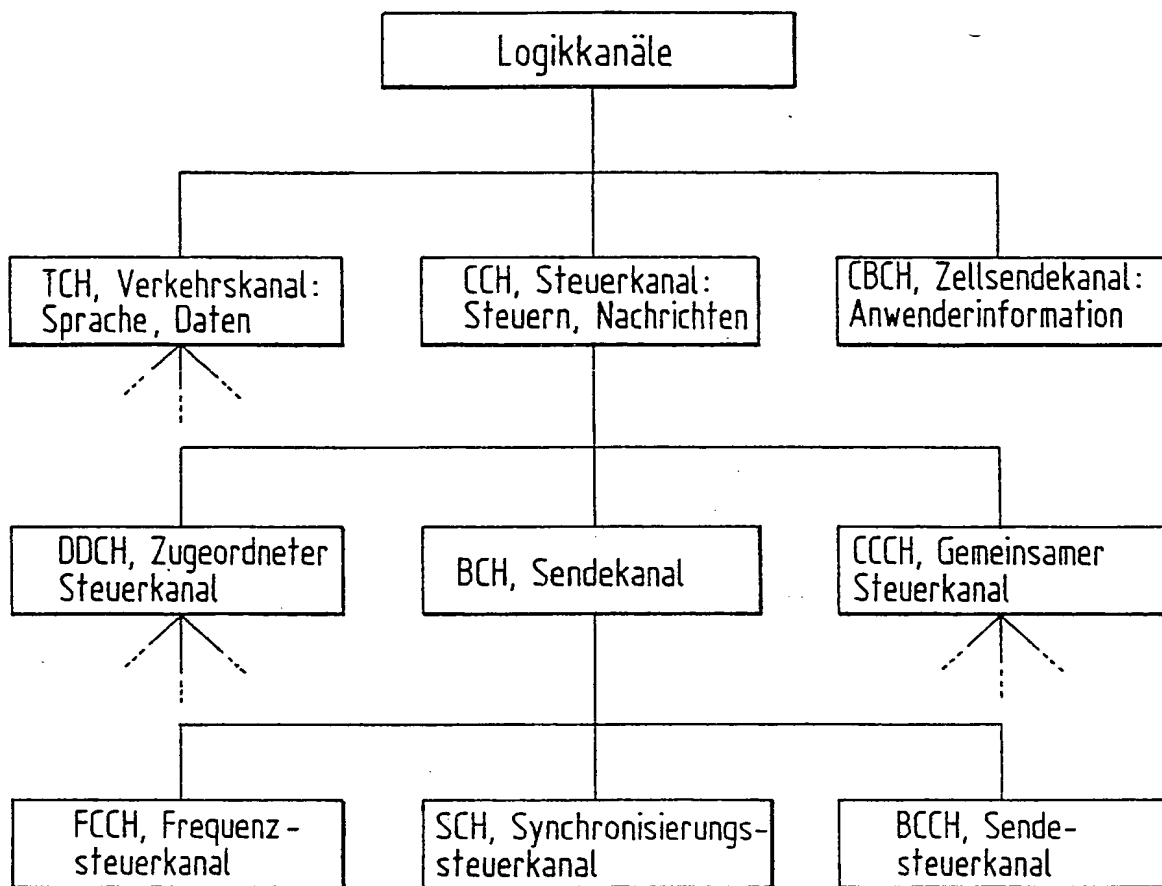 Logikkanäle
TCH, Verkehrskanal:
Sprache, Daten
CCH, Steuerkanal:
Steuern, Nachrichten
CBCH, Zellsendekanal:
Anwenderinformation
DDCH, Zugeordneter
Steuerkanal
BCH, Sendekanal
CCCH, Gemeinsamer
Steuerkanal
FCCH, Frequenz-
steuerkanal
SCH, Synchronisierungs-
steuerkanal
BCCH, Sende-
steuerkanal